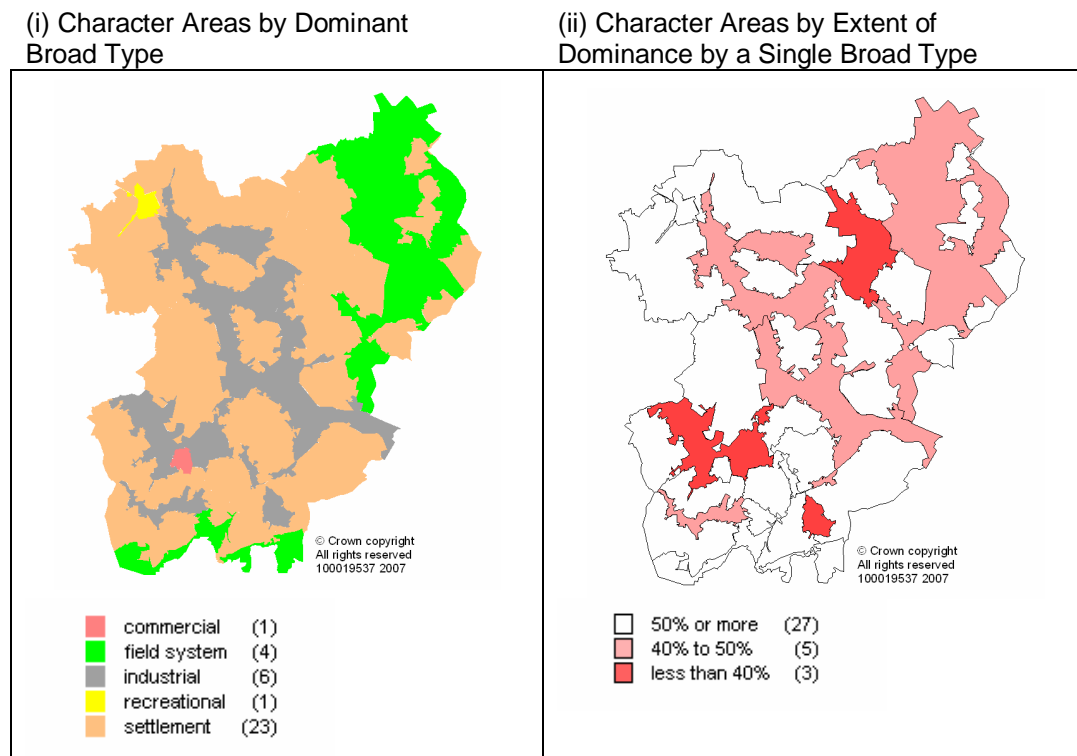 (i) Character Areas by Dominant
Broad Type
© Crown copyright
All rights reserved
100019537 2007
commercial (1)
field system (4)
industrial (6)
recreational (1)
settlement (23)
(ii) Character Areas by Extent of
Dominance by a Single Broad Type
© Crown copyright
All rights reserved
100019537 2007
50% or more (27)
40% to 50% (5)
less than 40% (3)